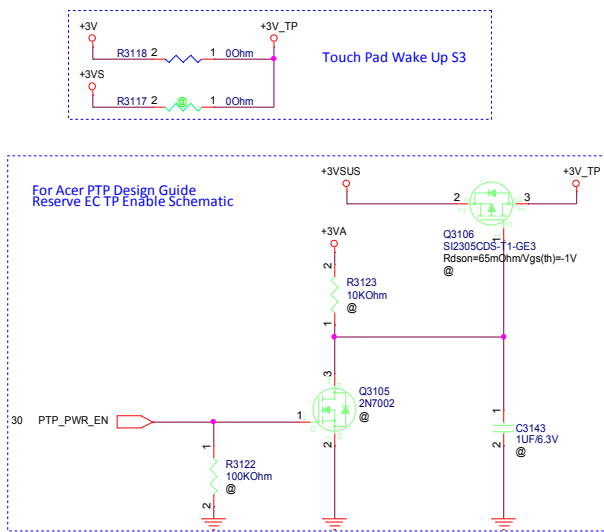 +3V
+3V_TP
R3118 2 1 0Ohm
Touch Pad Wake Up S3
+3VS
R3117 2 @ 1 0Ohm
For Acer PTP Design Guide
Reserve EC TP Enable Schematic
+3VSUS
+3V_TP
2 3
Q3106
SI2305CDS-T1-GE3
Rdson=65mOhm/Vgs(th)=-1V
@
1
+3VA
2
R3123
10KOhm
@
1
3
Q3105
2N7002
@
30 PTP_PWR_EN 1
2
1
R3122
100KOhm
@
2
1
C3143
1UF/6.3V
@
2